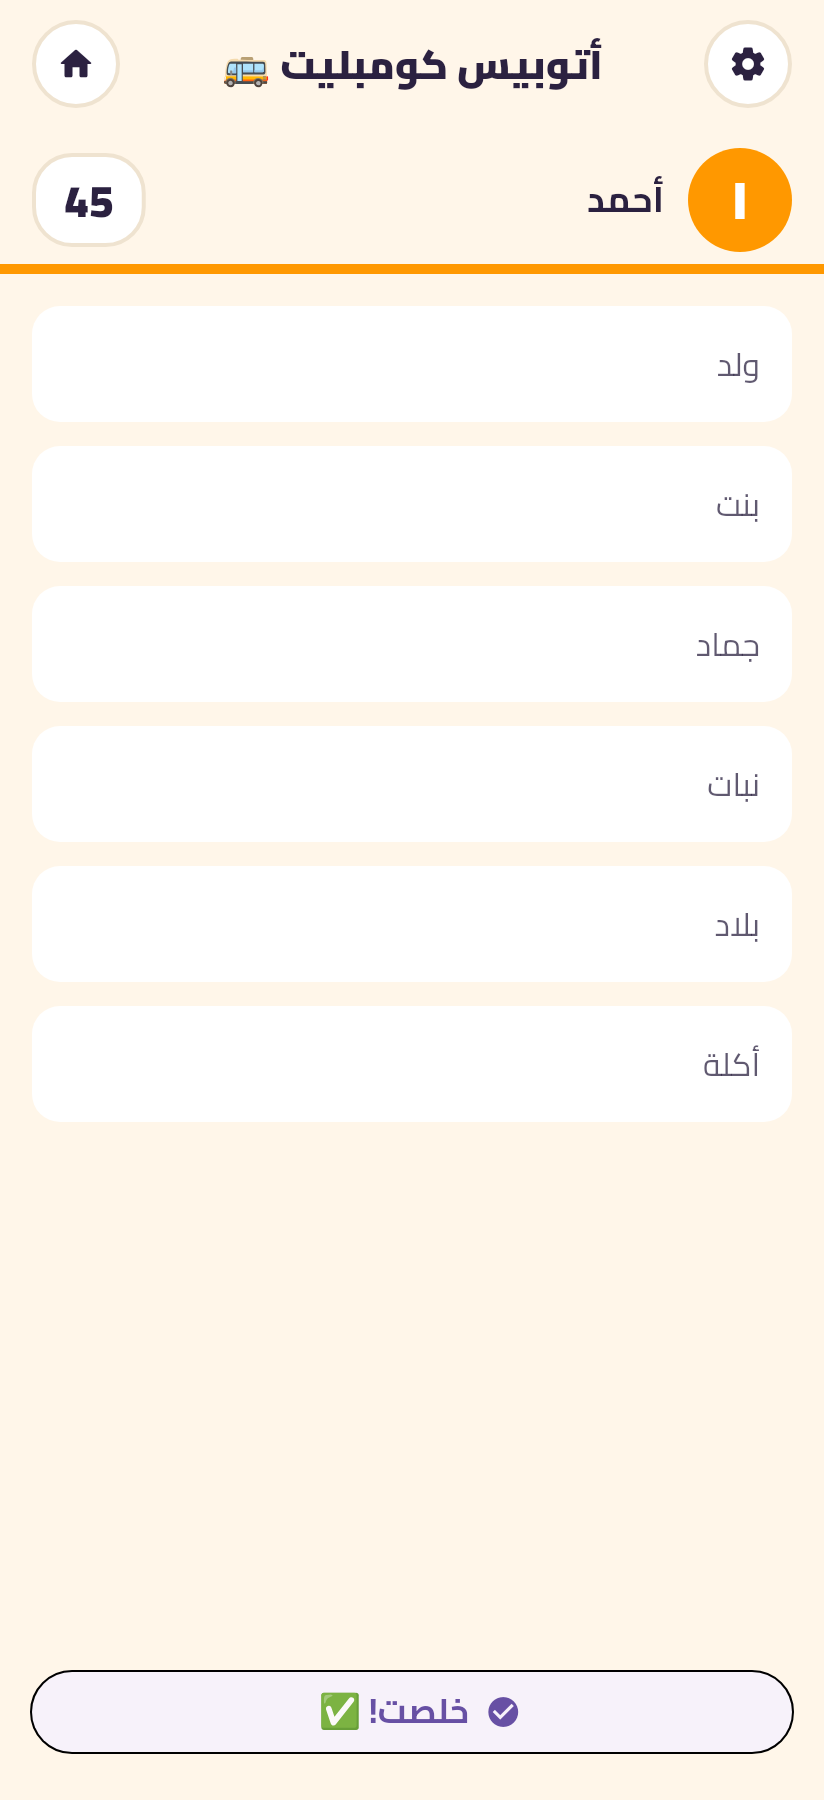 أتوبيس كومبليت 🚌
ا
أحمد
45
ولد
بنت
جماد
نبات
بلاد
أكلة
خلصت! ✅